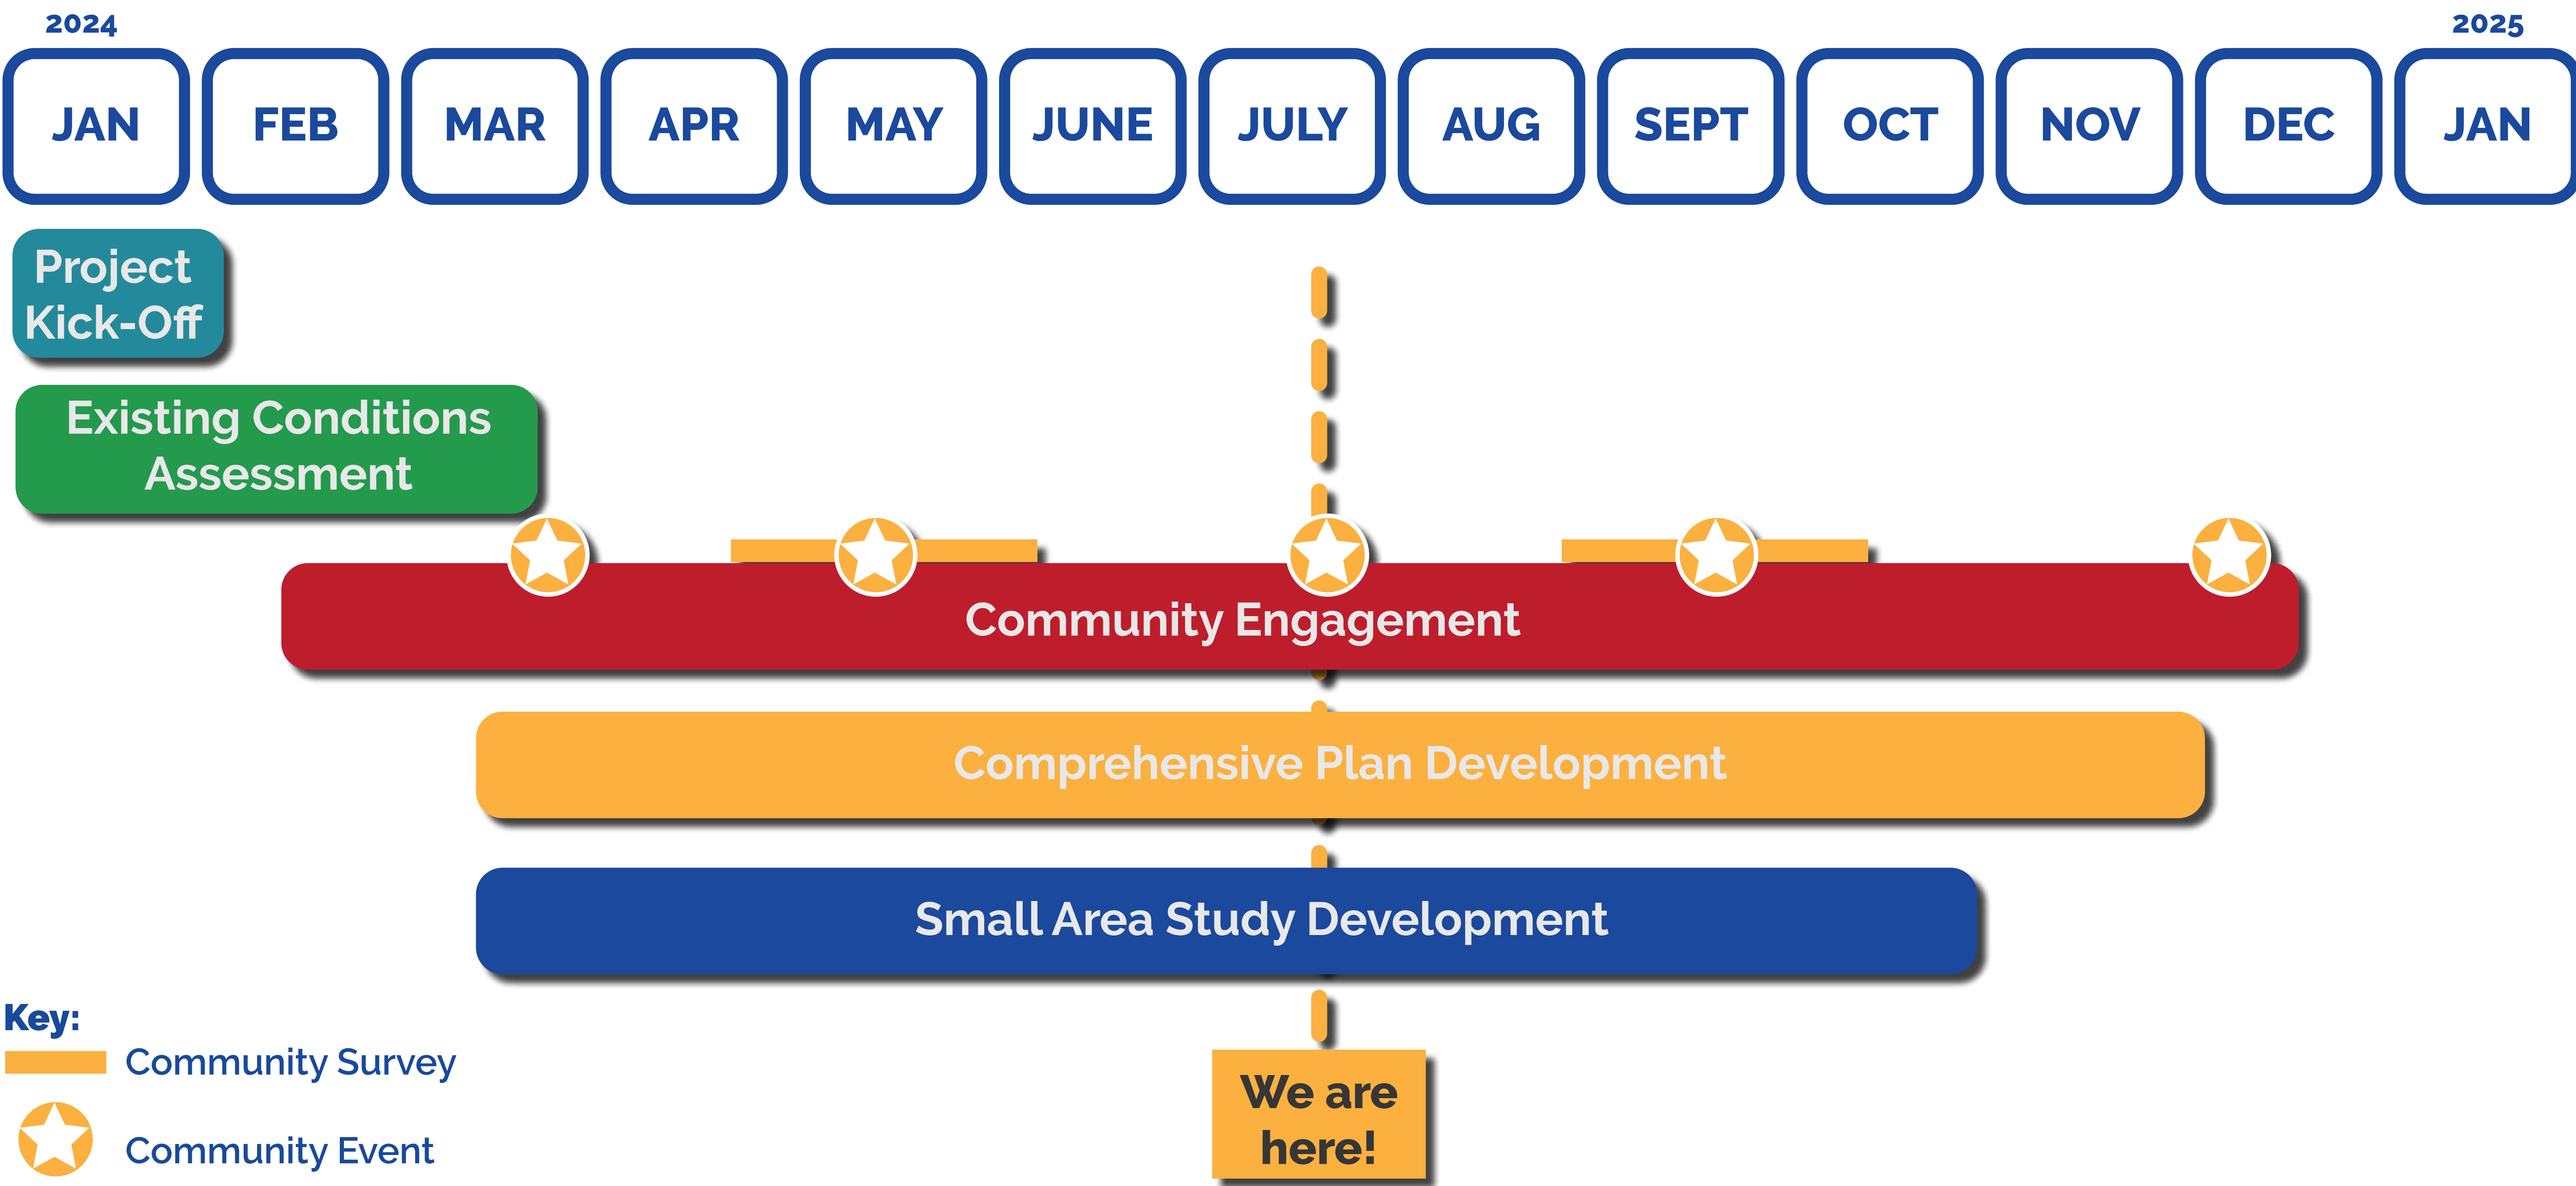 2024 2025
JAN FEB MAR APR MAY JUNE JULY AUG SEPT OCT NOV DEC JAN
Project
Kick-Off
Existing Conditions
Assessment
Community Engagement
Comprehensive Plan Development
Small Area Study Development
Key:
Community Survey
Community Event
We are
here!